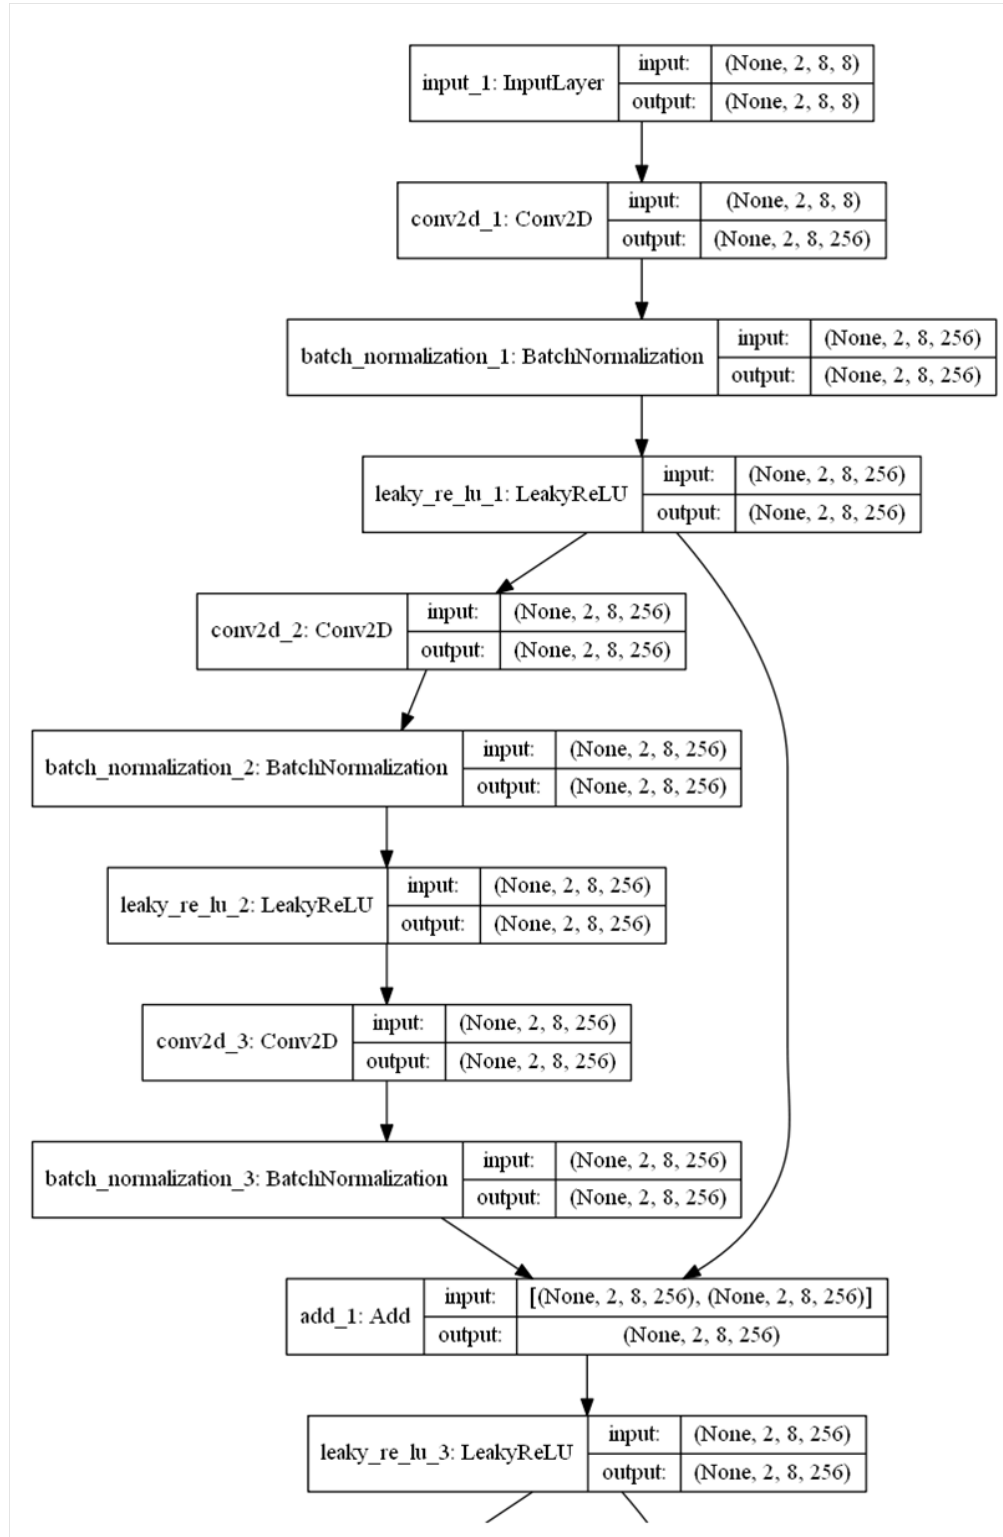 input_1: InputLayer
input: (None, 2, 8, 8)
output: (None, 2, 8, 8)
conv2d_1: Conv2D
input: (None, 2, 8, 8)
output: (None, 2, 8, 256)
batch_normalization_1: BatchNormalization
input: (None, 2, 8, 256)
output: (None, 2, 8, 256)
leaky_re_lu_1: LeakyReLU
input: (None, 2, 8, 256)
output: (None, 2, 8, 256)
conv2d_2: Conv2D
input: (None, 2, 8, 256)
output: (None, 2, 8, 256)
batch_normalization_2: BatchNormalization
input: (None, 2, 8, 256)
output: (None, 2, 8, 256)
leaky_re_lu_2: LeakyReLU
input: (None, 2, 8, 256)
output: (None, 2, 8, 256)
conv2d_3: Conv2D
input: (None, 2, 8, 256)
output: (None, 2, 8, 256)
batch_normalization_3: BatchNormalization
input: (None, 2, 8, 256)
output: (None, 2, 8, 256)
add_1: Add
input: [(None, 2, 8, 256), (None, 2, 8, 256)]
output: (None, 2, 8, 256)
leaky_re_lu_3: LeakyReLU
input: (None, 2, 8, 256)
output: (None, 2, 8, 256)